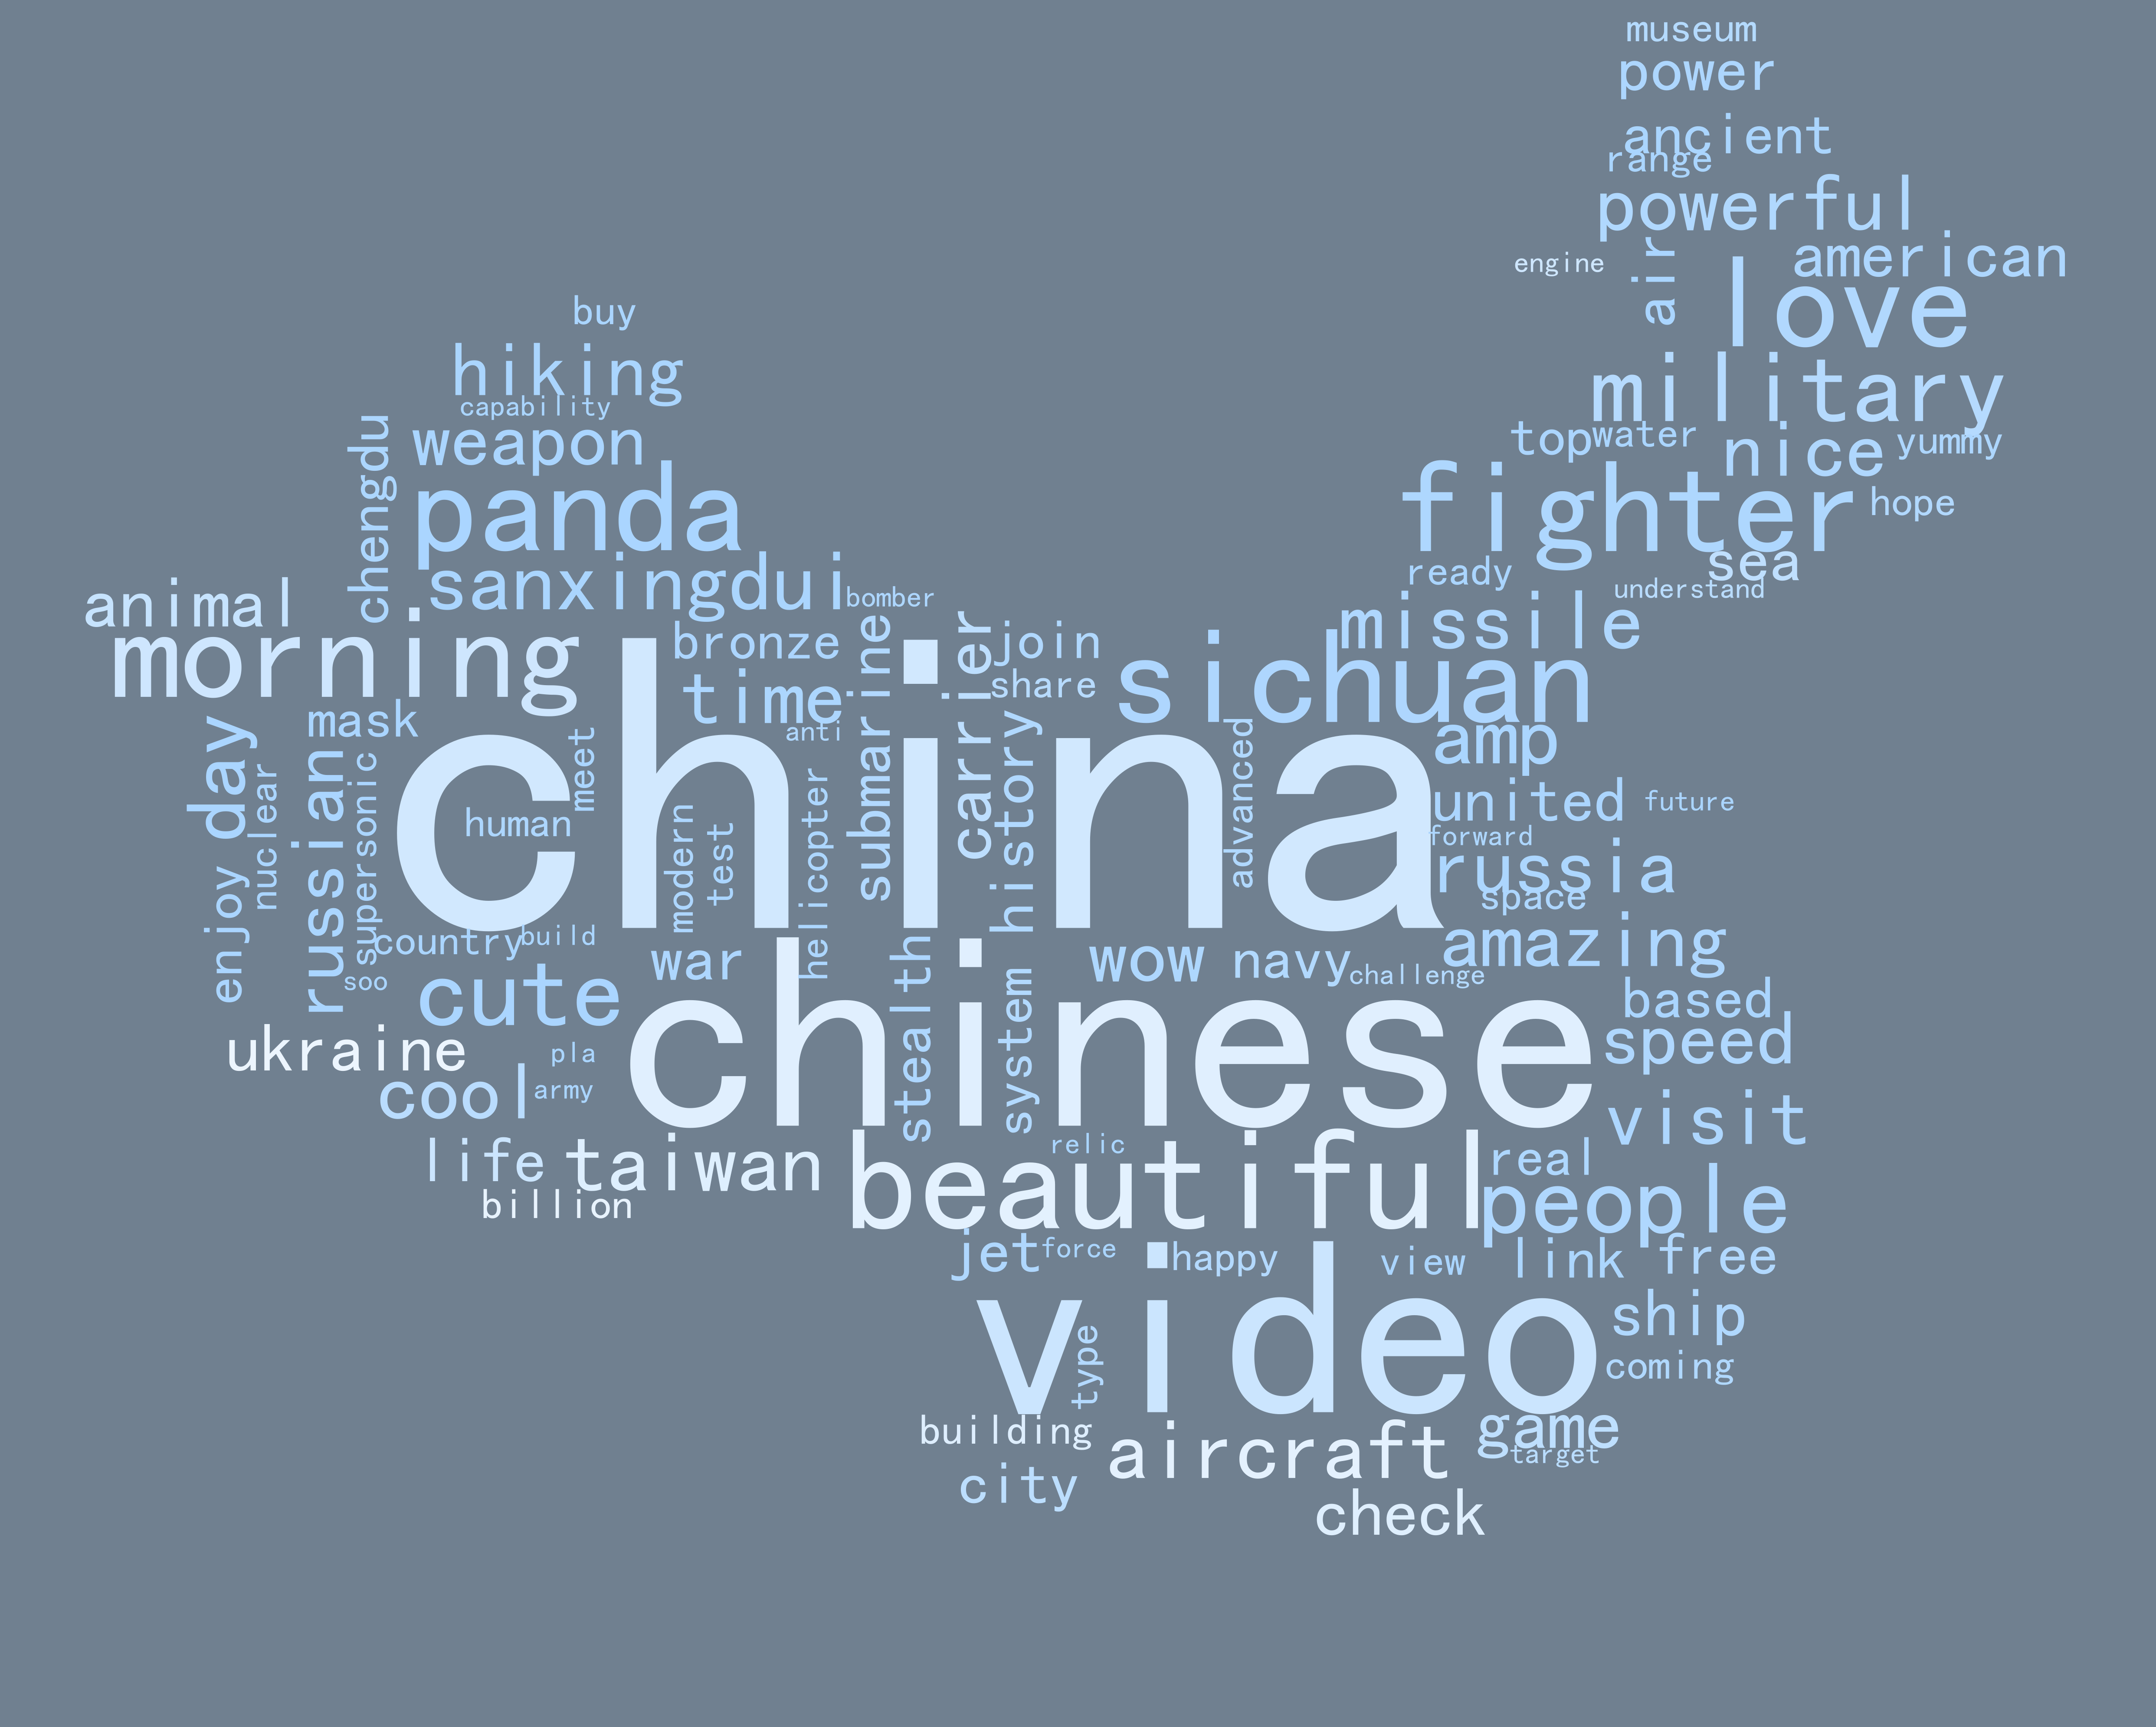 museum
power
ancient
range
powerful
air
american
engine
love
buy
hiking
military
capability
chengdu
weapon
top
water
nice
yummy
panda
fighter
hope
sanxingdui
bomber
ready
sea
understand
animal
morning
bronze
join
missile
time
share
sichuan
submarine
carrier
mask
meet
anti
history
advanced
amp
day
nuclear
russian
supersonic
china
human
modern
test
helicopter
united
future
forward
russia
space
enjoy
country
build
war
stealth
wow
navy
challenge
amazing
soo
cute
system
chinese
based
speed
ukraine
pla
cool
army
visit
life
taiwan
relic
beautiful
real
people
billion
jet
force
happy
view
link
free
video
type
ship
coming
building
aircraft
game
target
city
check